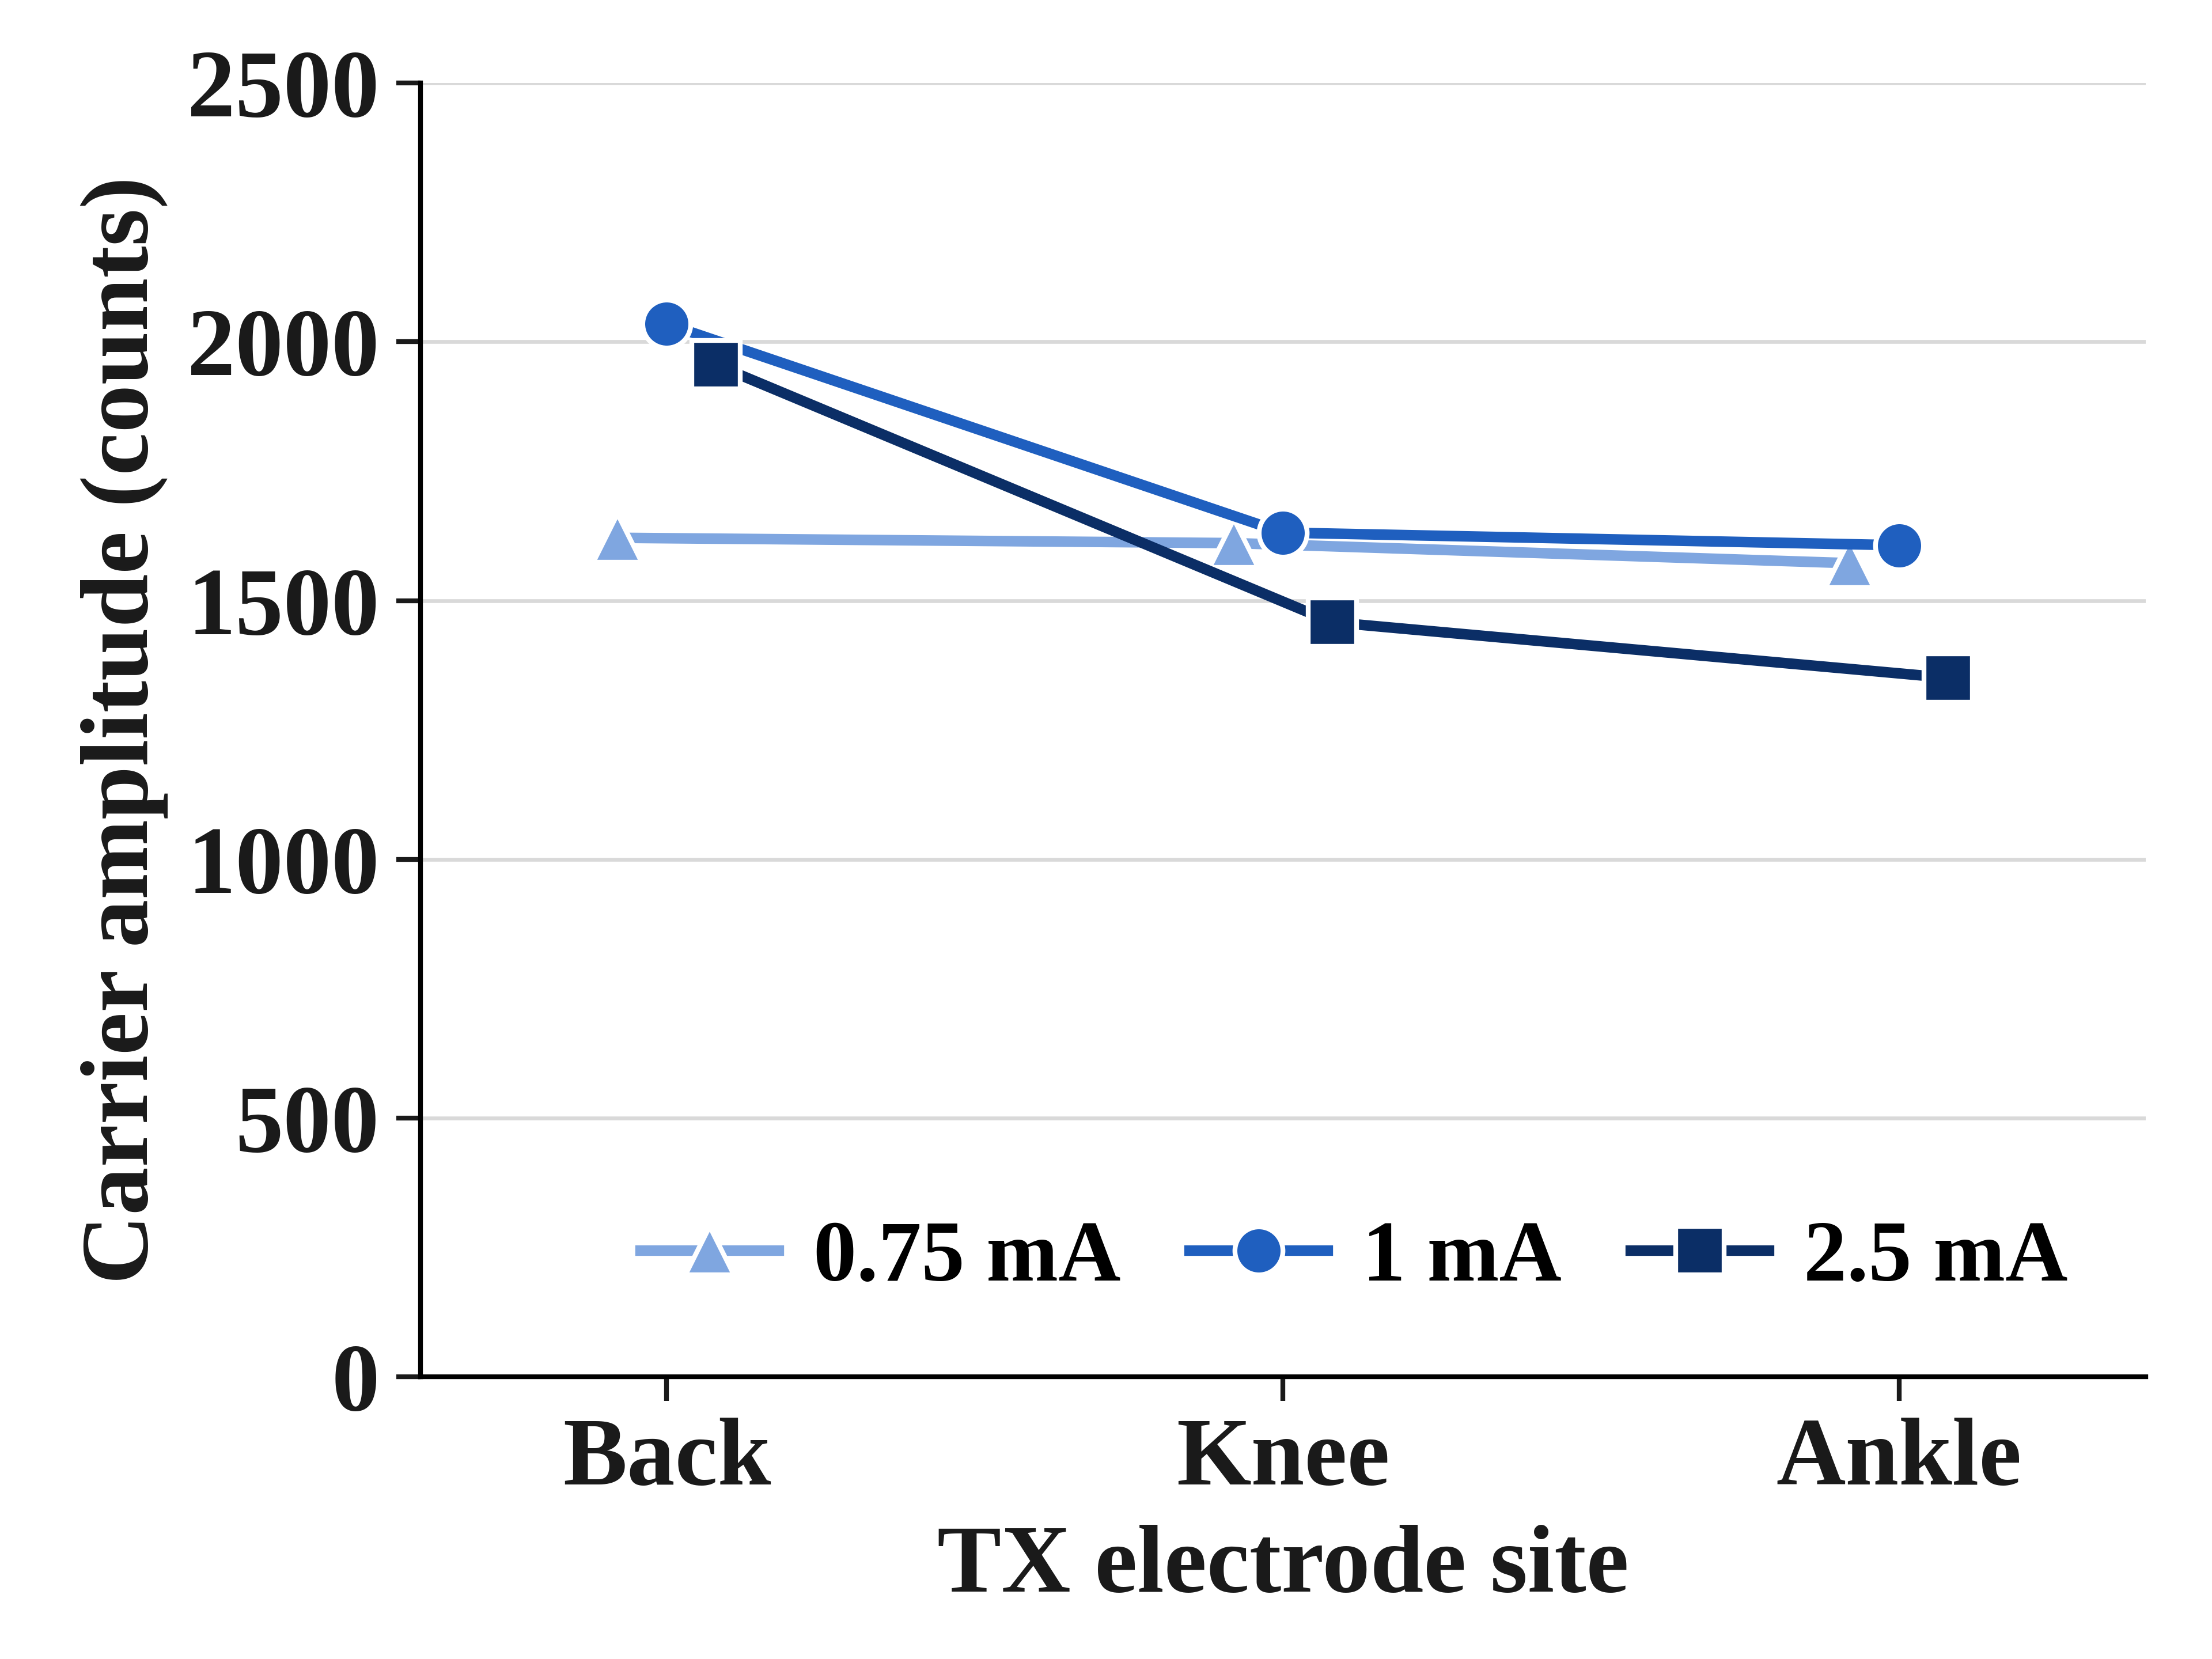 Carrier amplitude (counts)
2500
2000
1500
1000
500
0
0.75 mA
1 mA
2.5 mA
Back
Knee
Ankle
TX electrode site